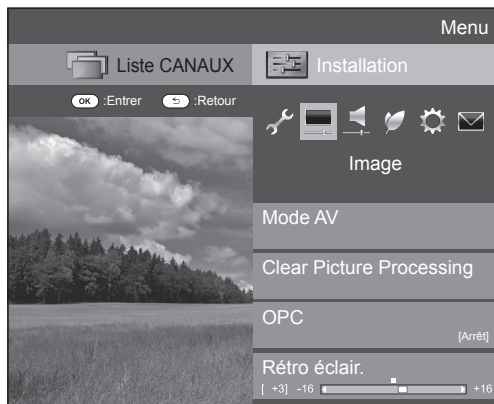 Menu
Liste CANAUX
Installation
OK :Entrer :Retour
Image
Mode AV
Clear Picture Processing
OPC
[Arrêt]
Rétro éclair.
[ +3] -16 +16